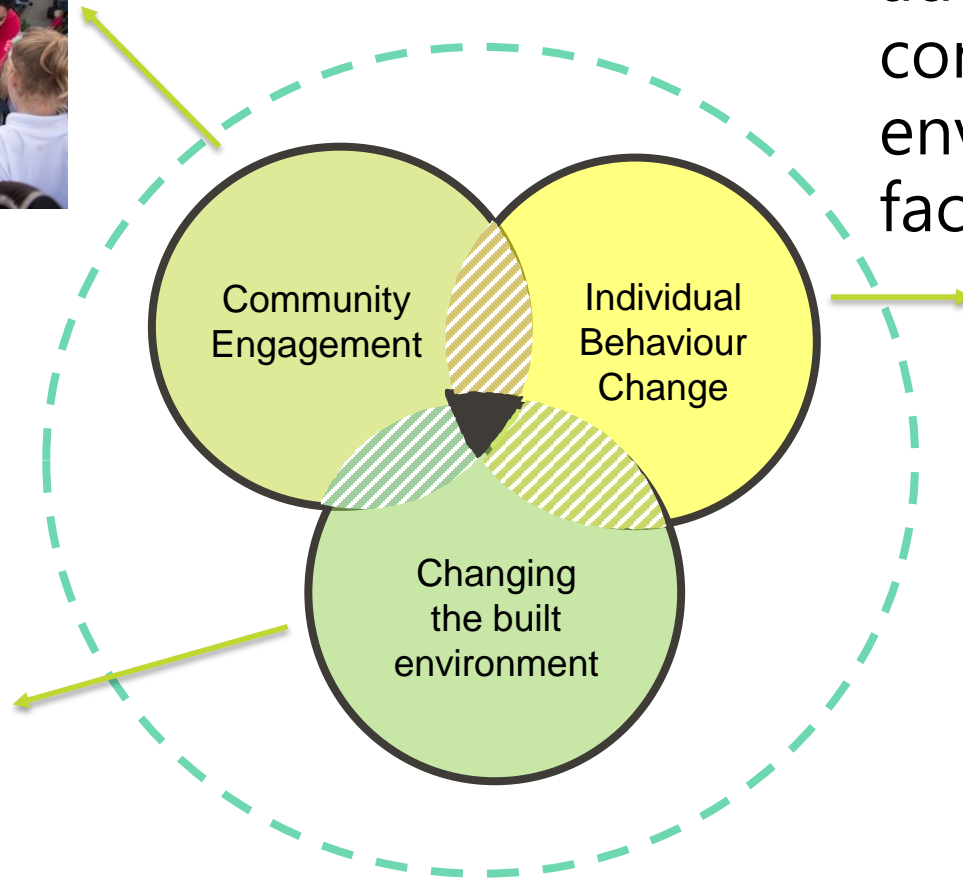 Community
Engagement
Individual
Behaviour
Change
Changing
the built
environment